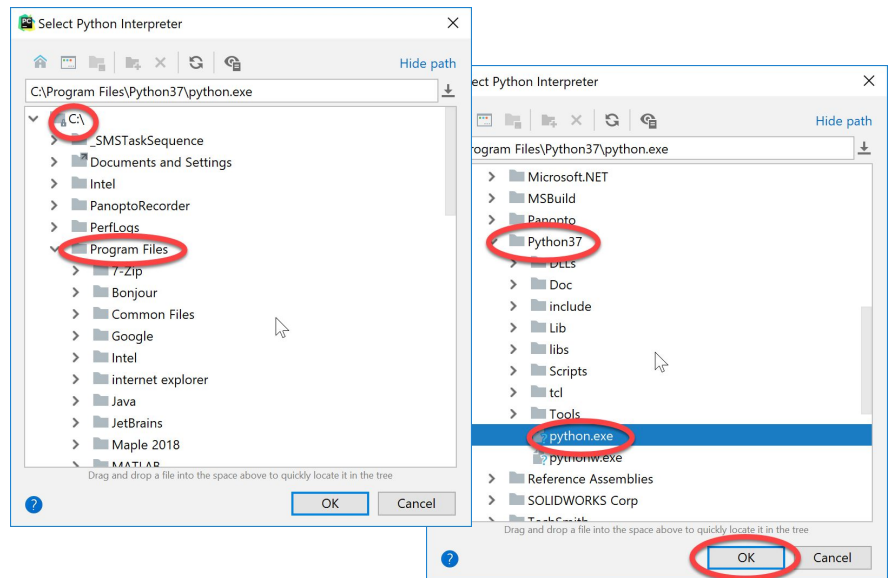 Select Python Interpreter
Hide path
C:\Program Files\Python37\python.exe
C:\
_SMSTaskSequence
Documents and Settings
Intel
PanoptoRecorder
PerfLogs
Program Files
7-Zip
Bonjour
Common Files
Google
Intel
internet explorer
Java
JetBrains
Maple 2018
MATLAB
Drag and drop a file into the space above to quickly locate it in the tree
?
OK
Cancel
ect Python Interpreter
Hide path
rogram Files\Python37\python.exe
Microsoft.NET
MSBuild
Panopto
Python37
DLLs
Doc
include
Lib
libs
Scripts
tcl
Tools
python.exe
pythonw.exe
Reference Assemblies
SOLIDWORKS Corp
TechSmith
Drag and drop a file into the space above to quickly locate it in the tree
?
OK
Cancel